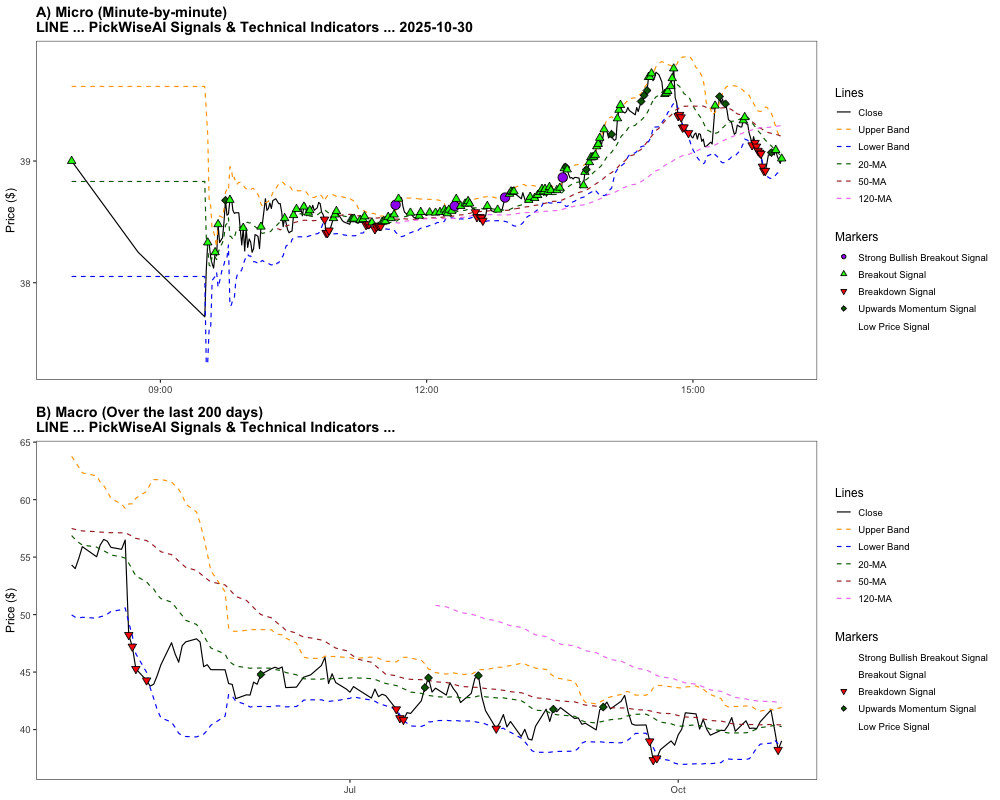 A) Micro (Minute-by-minute)
LINE ... PickWiseAI Signals & Technical Indicators ... 2025-10-30
Price ($)
39
38
09:00
12:00
15:00
Lines
Close
Upper Band
Lower Band
20-MA
50-MA
120-MA
Markers
Strong Bullish Breakout Signal
Breakout Signal
Breakdown Signal
Upwards Momentum Signal
Low Price Signal
B) Macro (Over the last 200 days)
LINE ... PickWiseAI Signals & Technical Indicators ...
Price ($)
65
60
55
50
45
40
Jul
Oct
Lines
Close
Upper Band
Lower Band
20-MA
50-MA
120-MA
Markers
Strong Bullish Breakout Signal
Breakout Signal
Breakdown Signal
Upwards Momentum Signal
Low Price Signal